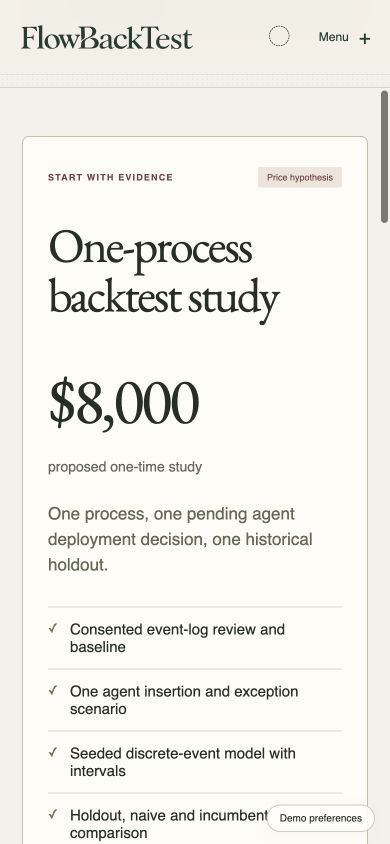 FlowBackTest
Menu +
START WITH EVIDENCE
Price hypothesis
One-process
backtest study
$8,000
proposed one-time study
One process, one pending agent
deployment decision, one historical
holdout.
✓ Consented event-log review and
baseline
✓ One agent insertion and exception
scenario
✓ Seeded discrete-event model with
intervals
✓ Holdout, naive and incumbent
comparison
Demo preferences